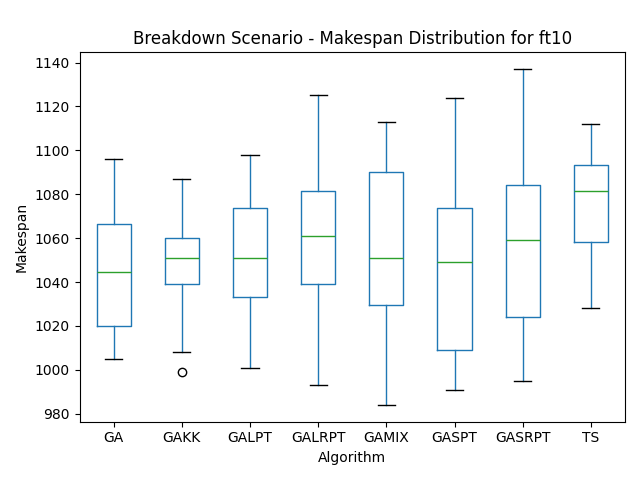 Breakdown Scenario - Makespan Distribution for ft10
1140
1120
1100
1080
1060
1040
1020
1000
980
Makespan
GA GAKK GALPT GALRPT GAMIX GASPT GASRPT TS
Algorithm